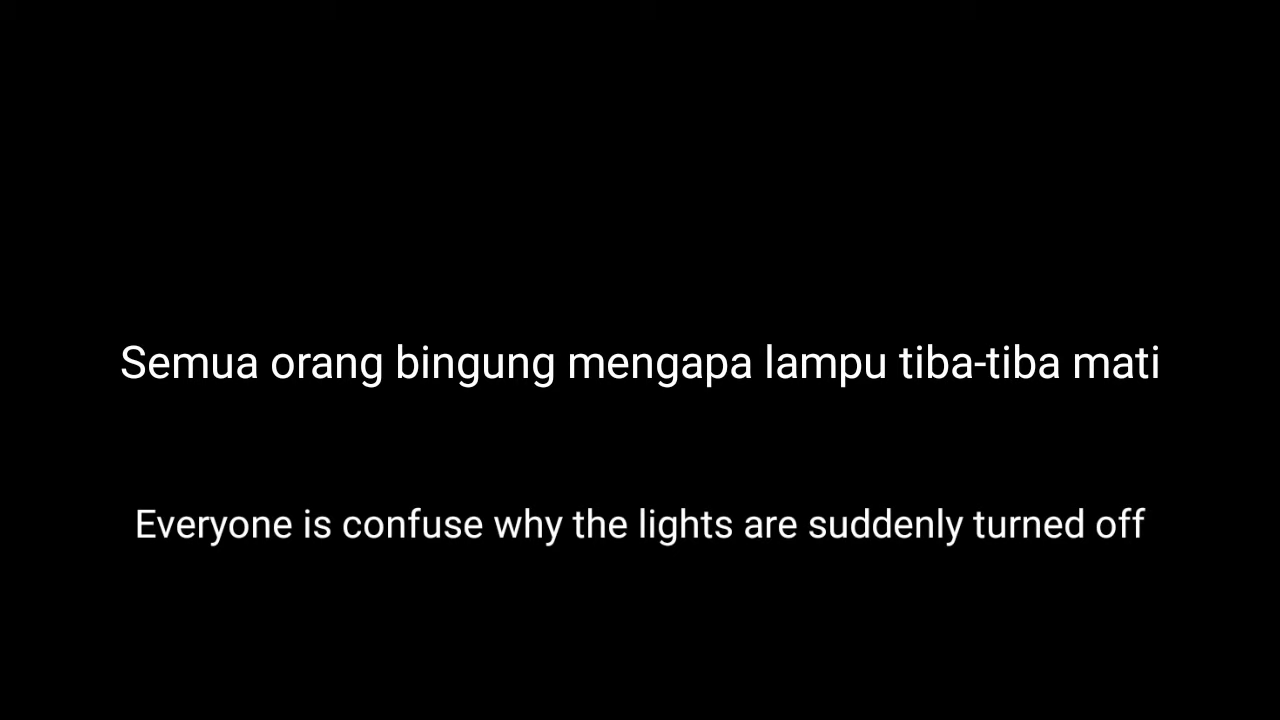 Semua orang bingung mengapa lampu tiba-tiba mati
Everyone is confuse why the lights are suddenly turned off